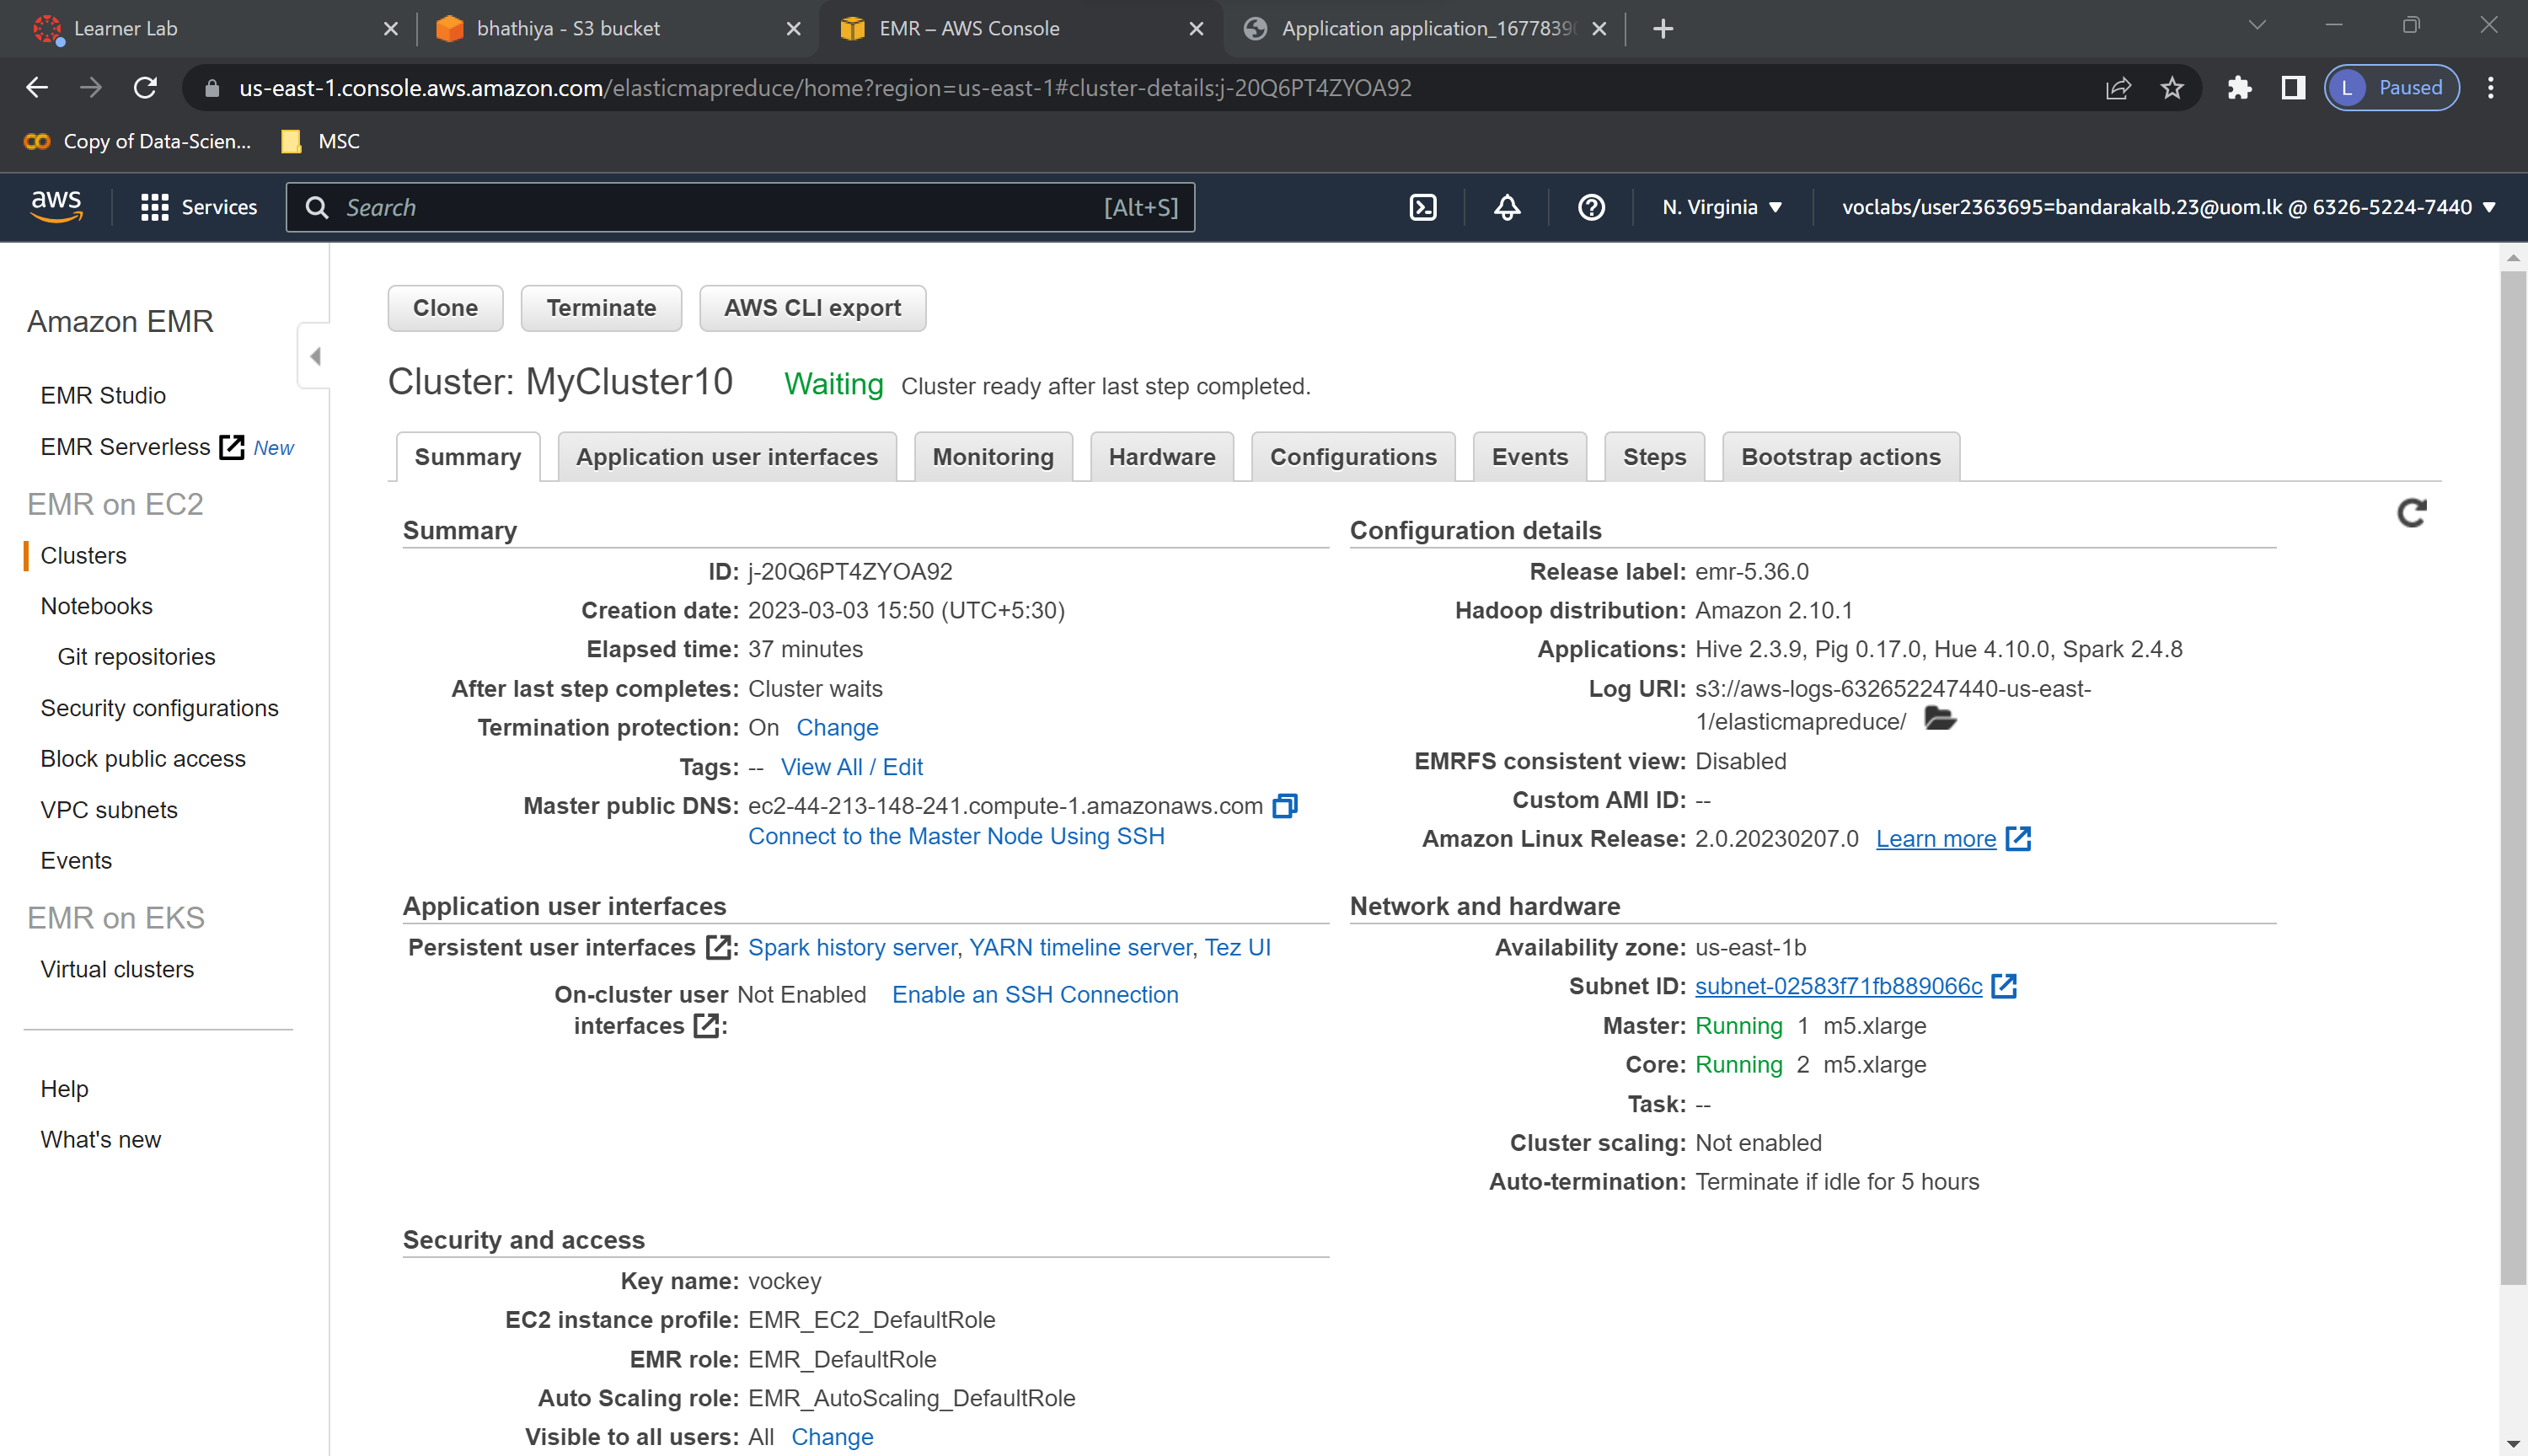 Learner Lab
bhathiya - S3 bucket
EMR – AWS Console
Application application_16778390
us-east-1.console.aws.amazon.com/elasticmapreduce/home?region=us-east-1#cluster-details:j-20Q6PT4ZYOA92
L Paused
Copy of Data-Scien...
MSC
aws
Services
Search [Alt+S]
N. Virginia
voclabs/user2363695=bandarakalb.23@uom.lk @ 6326-5224-7440
Amazon EMR
EMR Studio
EMR Serverless New
EMR on EC2
Clusters
Notebooks
Git repositories
Security configurations
Block public access
VPC subnets
Events
EMR on EKS
Virtual clusters
Help
What's new
Clone
Terminate
AWS CLI export
Cluster: MyCluster10 Waiting Cluster ready after last step completed.
Summary
Application user interfaces
Monitoring
Hardware
Configurations
Events
Steps
Bootstrap actions
Summary
ID: j-20Q6PT4ZYOA92
Creation date: 2023-03-03 15:50 (UTC+5:30)
Elapsed time: 37 minutes
After last step completes: Cluster waits
Termination protection: On Change
Tags: -- View All / Edit
Master public DNS: ec2-44-213-148-241.compute-1.amazonaws.com
Connect to the Master Node Using SSH
Configuration details
Release label: emr-5.36.0
Hadoop distribution: Amazon 2.10.1
Applications: Hive 2.3.9, Pig 0.17.0, Hue 4.10.0, Spark 2.4.8
Log URI: s3://aws-logs-632652247440-us-east-
1/elasticmapreduce/
EMRFS consistent view: Disabled
Custom AMI ID: --
Amazon Linux Release: 2.0.20230207.0 Learn more
Application user interfaces
Persistent user interfaces : Spark history server, YARN timeline server, Tez UI
On-cluster user Not Enabled Enable an SSH Connection
interfaces :
Network and hardware
Availability zone: us-east-1b
Subnet ID: subnet-02583f71fb889066c
Master: Running 1 m5.xlarge
Core: Running 2 m5.xlarge
Task: --
Cluster scaling: Not enabled
Auto-termination: Terminate if idle for 5 hours
Security and access
Key name: vockey
EC2 instance profile: EMR_EC2_DefaultRole
EMR role: EMR_DefaultRole
Auto Scaling role: EMR_AutoScaling_DefaultRole
Visible to all users: All Change